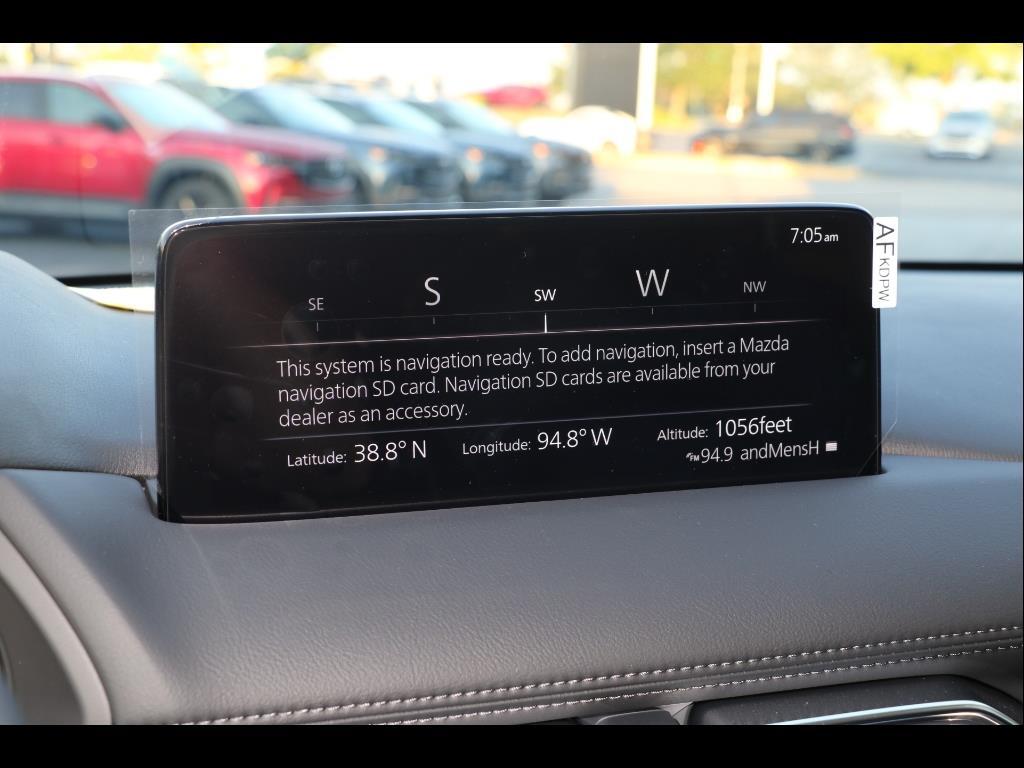 7:05am
SE S SW W NW
This system is navigation ready. To add navigation, insert a Mazda
navigation SD card. Navigation SD cards are available from your
dealer as an accessory.
Latitude: 38.8° N Longitude: 94.8° W Altitude: 1056feet
FM 94.9 andMensH
AFKDPW